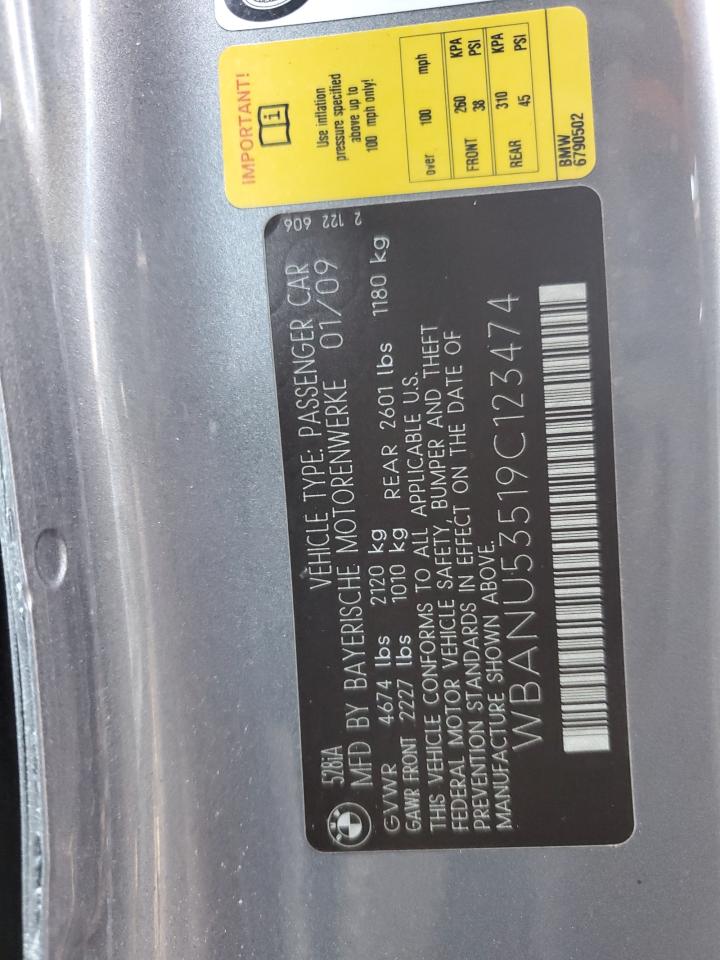 528iA
VEHICLE TYPE: PASSENGER CAR
MFD BY BAYERISCHE MOTORENWERKE 01/09
GVWR 4674 lbs 2120 kg
GAWR FRONT 2227 lbs 1010 kg REAR 2601 lbs 1180 kg
THIS VEHICLE CONFORMS TO ALL APPLICABLE U.S.
FEDERAL MOTOR VEHICLE SAFETY, BUMPER AND THEFT
PREVENTION STANDARDS IN EFFECT ON THE DATE OF
MANUFACTURE SHOWN ABOVE.
WBANU53519C123474
2 122 606
IMPORTANT!
i
Use inflation
pressure specified
above up to
100 mph only!
over 100 mph
FRONT 260 KPA
38 PSI
REAR 310 KPA
45 PSI
BMW
6790502